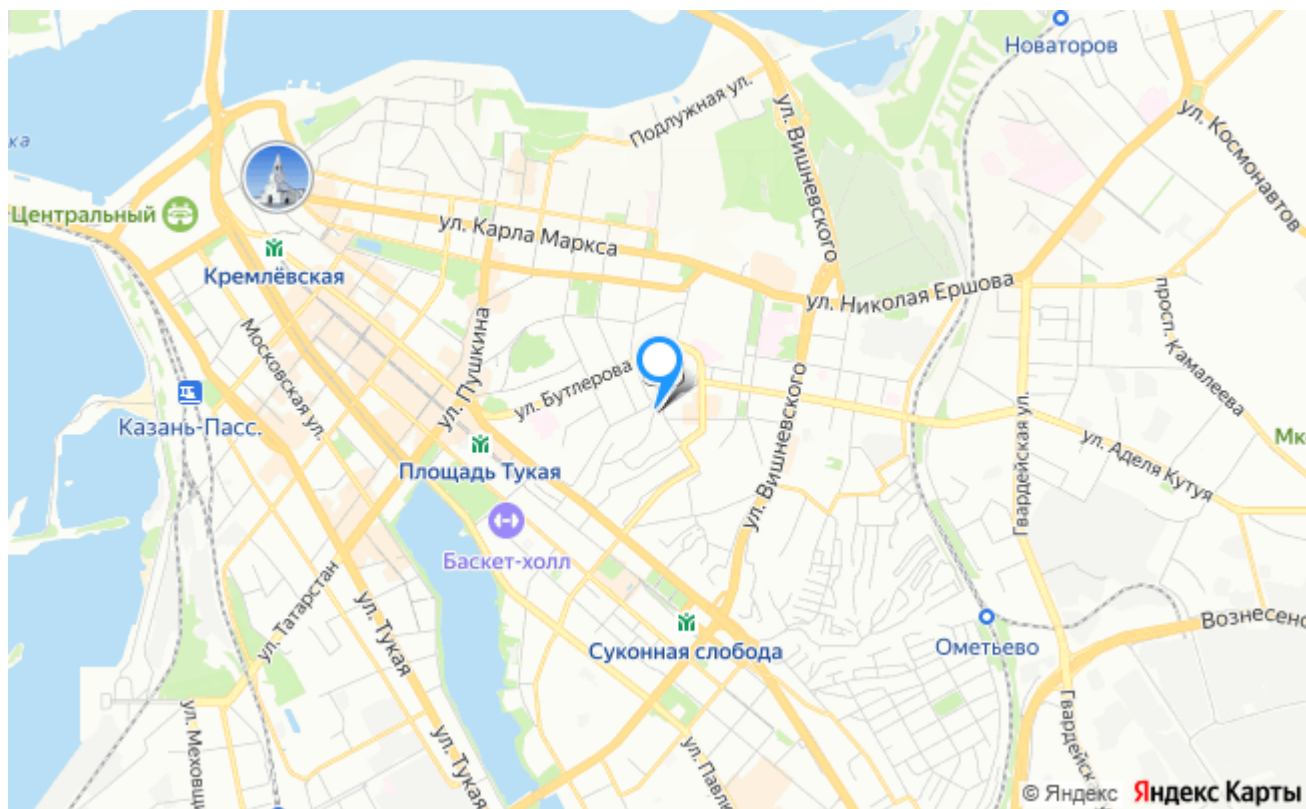 Новаторов
Подлужная ул.
ул. Вишневского
ул. Космонавтов
ка
Центральный
ул. Карла Маркса
Кремлёвская
ул. Николая Ершова
просп. Камалеева
Московская ул.
ул. Пушкина
ул. Бутлерова
Казань-Пасс.
ул. Вишневского
Гвардейская ул.
ул. Аделя Кутуя
Мк
Площадь Тукая
Баскет-холл
ул. Татарстан
ул. Тукая
Суконная слобода
Ометьево
Вознесенс
ул. Меховщи
ул. Тукая
ул. Павл
Гвардейск
© Яндекс Яндекс Карты